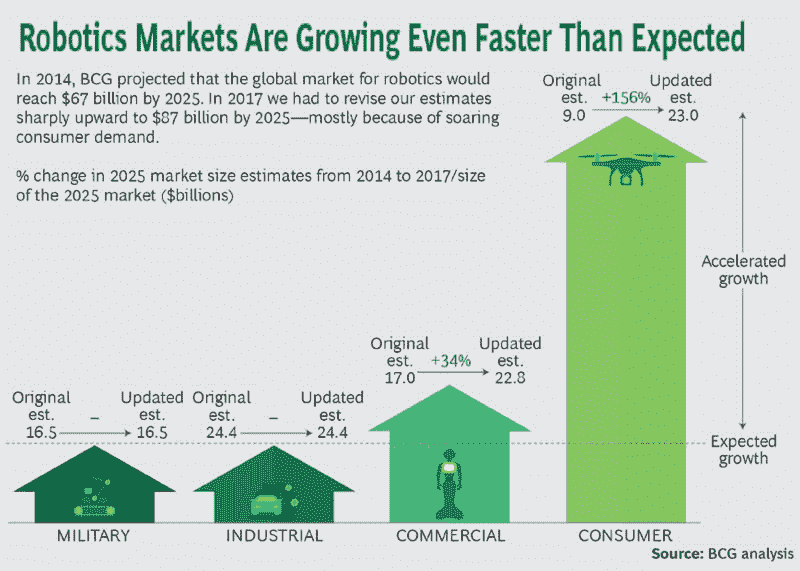 Robotics Markets Are Growing Even Faster Than Expected
In 2014, BCG projected that the global market for robotics would
reach $67 billion by 2025. In 2017 we had to revise our estimates
sharply upward to $87 billion by 2025—mostly because of soaring
consumer demand.
% change in 2025 market size estimates from 2014 to 2017/size
of the 2025 market ($billions)
Original
est.
16.5
–
Updated
est.
16.5
MILITARY
Original
est.
24.4
–
Updated
est.
24.4
INDUSTRIAL
Original
est.
17.0
+34%
Updated
est.
22.8
COMMERCIAL
Original
est.
9.0
+156%
Updated
est.
23.0
CONSUMER
Accelerated
growth
Expected
growth
Source: BCG analysis